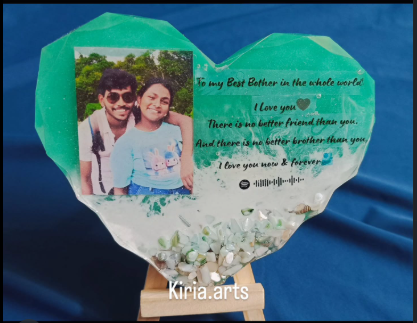 To my Best Bother in the whole world
I Love you🖤
There is no better friend than you.
And there is no better brother than you,
I love you now & forever💙
Kiria.arts